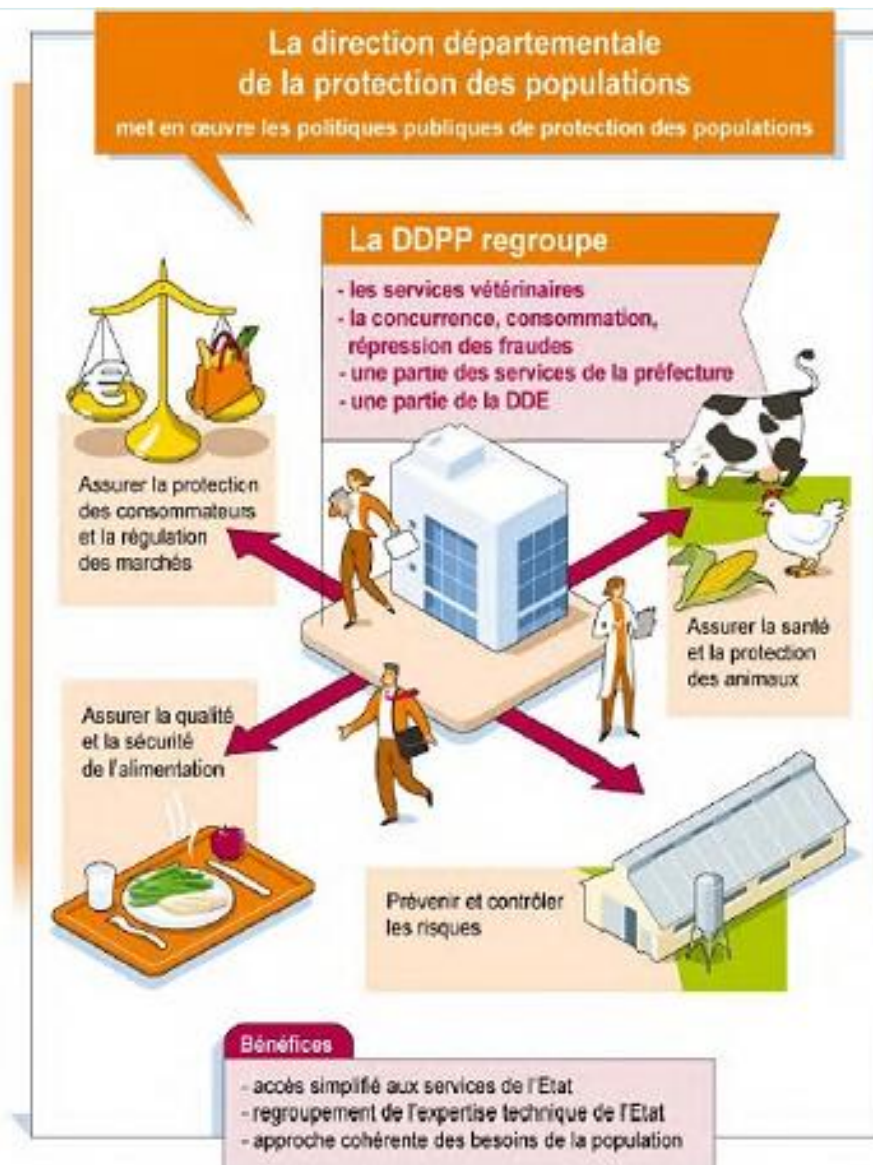 La direction départementale
de la protection des populations
met en œuvre les politiques publiques de protection des populations
La DDPP regroupe
- les services vétérinaires
- la concurrence, consommation,
répression des fraudes
- une partie des services de la préfecture
- une partie de la DDE
€
Assurer la protection
des consommateurs
et la régulation
des marchés
Assurer la santé
et la protection
des animaux
Assurer la qualité
et la sécurité
de l'alimentation
Prévenir et contrôler
les risques
Bénéfices
- accès simplifié aux services de l'Etat
- regroupement de l'expertise technique de l'Etat
- approche cohérente des besoins de la population